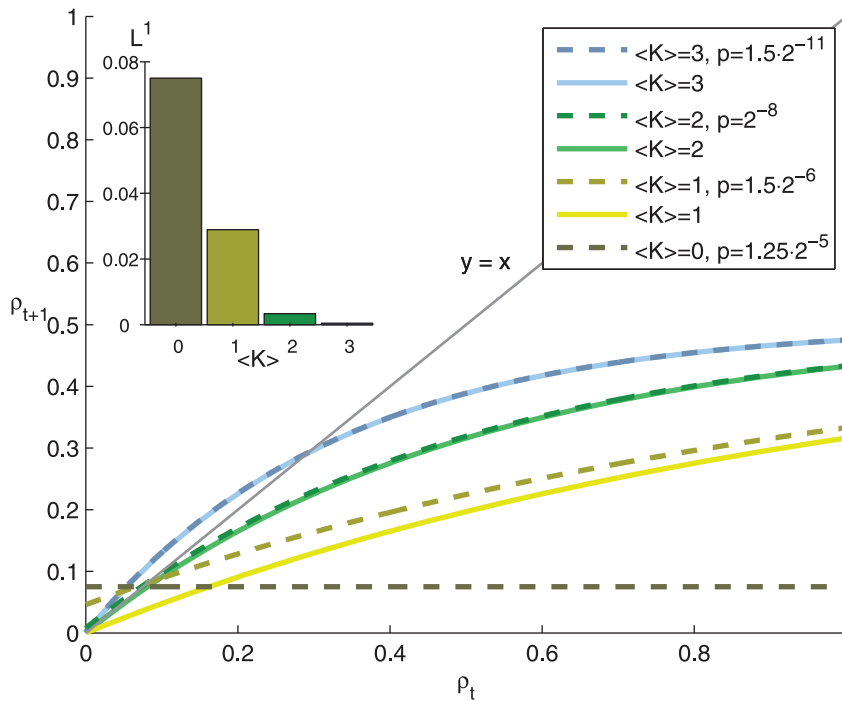 1
0.9
0.8
0.7
0.6
0.5
0.4
0.3
0.2
0.1
0
ρt+1
0
0.2
0.4
0.6
0.8
ρt
L¹
0.08
0.06
0.04
0.02
0
0
1
2
3
<K>
y = x
<K>=3, p=1.5·2⁻¹¹
<K>=3
<K>=2, p=2⁻⁸
<K>=2
<K>=1, p=1.5·2⁻⁶
<K>=1
<K>=0, p=1.25·2⁻⁵